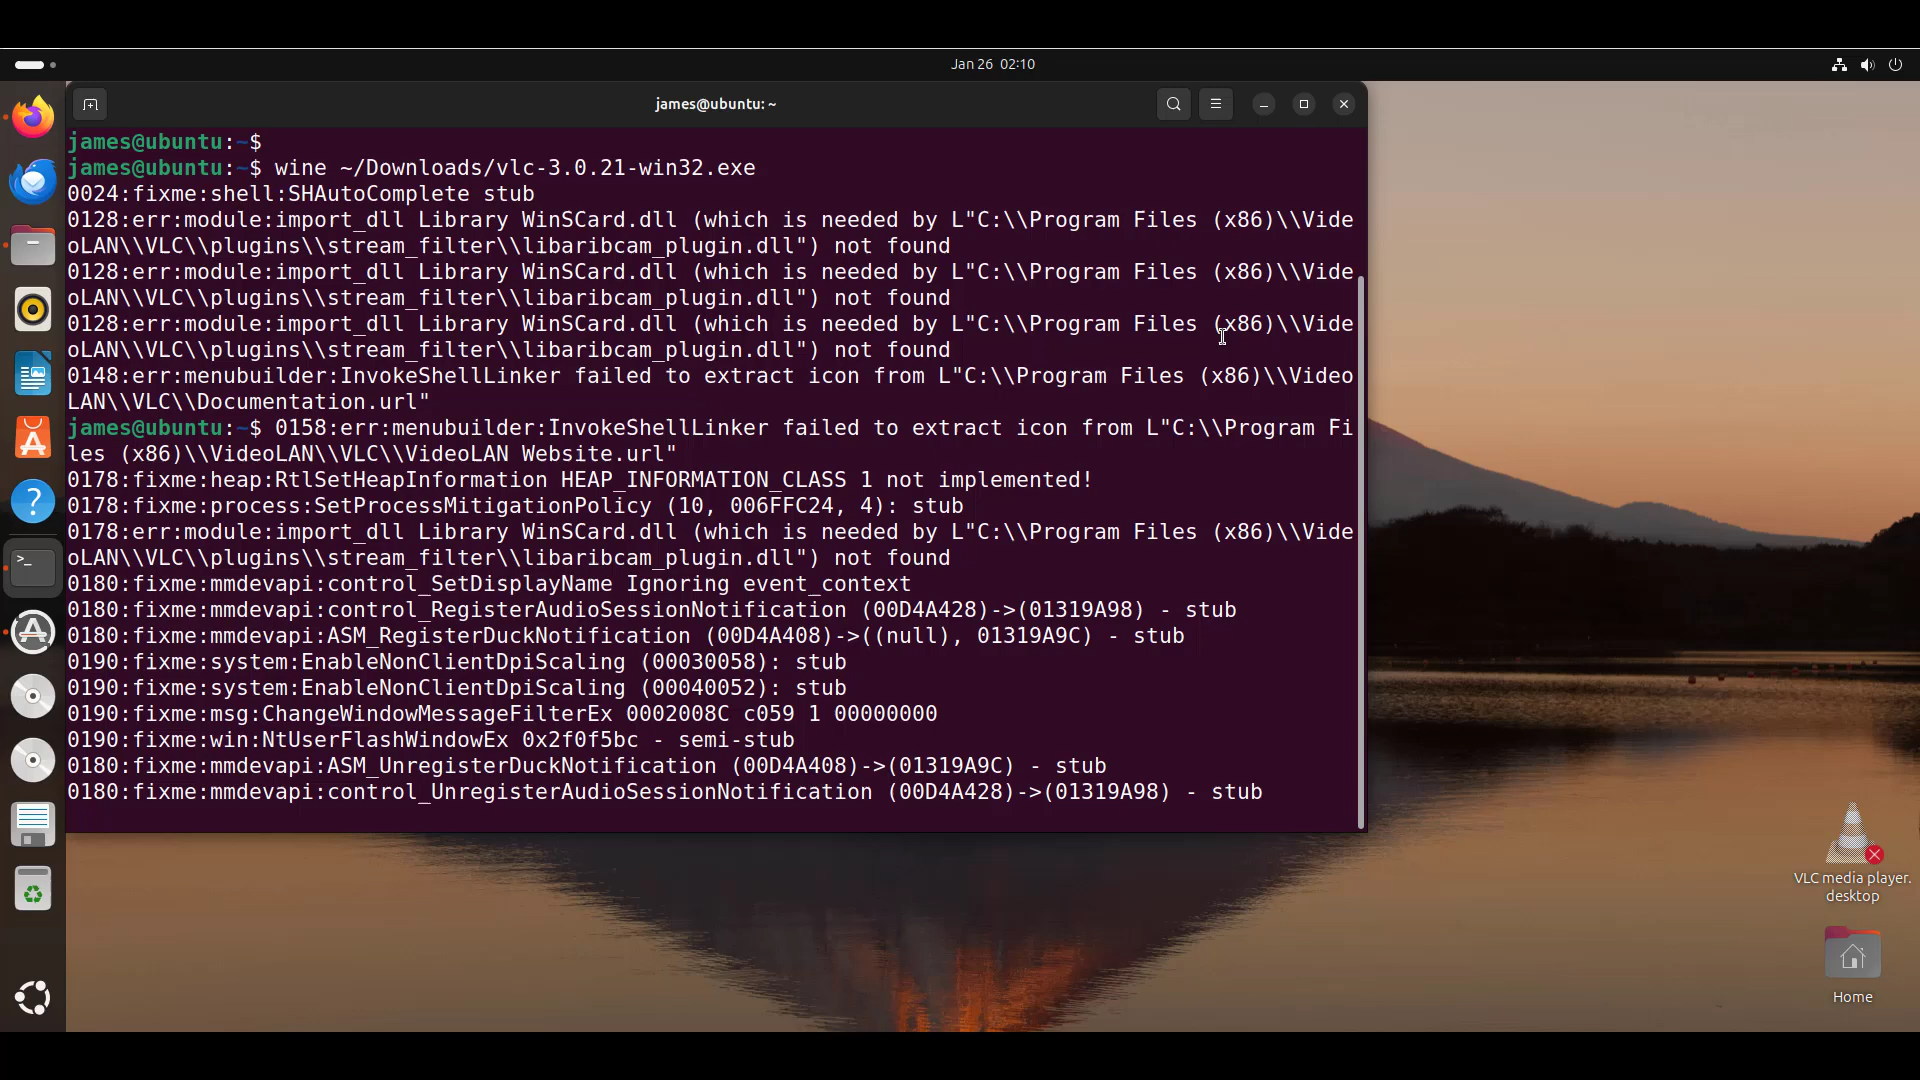 Jan 26 02:10
james@ubuntu: ~
james@ubuntu:~$
james@ubuntu:~$ wine ~/Downloads/vlc-3.0.21-win32.exe
0024:fixme:shell:SHAutoComplete stub
0128:err:module:import_dll Library WinSCard.dll (which is needed by L"C:\\Program Files (x86)\\Vide
oLAN\\VLC\\plugins\\stream_filter\\libaribcam_plugin.dll") not found
0128:err:module:import_dll Library WinSCard.dll (which is needed by L"C:\\Program Files (x86)\\Vide
oLAN\\VLC\\plugins\\stream_filter\\libaribcam_plugin.dll") not found
0128:err:module:import_dll Library WinSCard.dll (which is needed by L"C:\\Program Files (x86)\\Vide
oLAN\\VLC\\plugins\\stream_filter\\libaribcam_plugin.dll") not found
0148:err:menubuilder:InvokeShellLinker failed to extract icon from L"C:\\Program Files (x86)\\Video
LAN\\VLC\\Documentation.url"
james@ubuntu:~$ 0158:err:menubuilder:InvokeShellLinker failed to extract icon from L"C:\\Program Fi
les (x86)\\VideoLAN\\VLC\\VideoLAN Website.url"
0178:fixme:heap:RtlSetHeapInformation HEAP_INFORMATION_CLASS 1 not implemented!
0178:fixme:process:SetProcessMitigationPolicy (10, 006FFC24, 4): stub
0178:err:module:import_dll Library WinSCard.dll (which is needed by L"C:\\Program Files (x86)\\Vide
oLAN\\VLC\\plugins\\stream_filter\\libaribcam_plugin.dll") not found
0180:fixme:mmdevapi:control_SetDisplayName Ignoring event_context
0180:fixme:mmdevapi:control_RegisterAudioSessionNotification (00D4A428)->(01319A98) - stub
0180:fixme:mmdevapi:ASM_RegisterDuckNotification (00D4A408)->((null), 01319A9C) - stub
0190:fixme:system:EnableNonClientDpiScaling (00030058): stub
0190:fixme:system:EnableNonClientDpiScaling (00040052): stub
0190:fixme:msg:ChangeWindowMessageFilterEx 0002008C c059 1 00000000
0190:fixme:win:NtUserFlashWindowEx 0x2f0f5bc - semi-stub
0180:fixme:mmdevapi:ASM_UnregisterDuckNotification (00D4A408)->(01319A9C) - stub
0180:fixme:mmdevapi:control_UnregisterAudioSessionNotification (00D4A428)->(01319A98) - stub
VLC media player.
desktop
Home